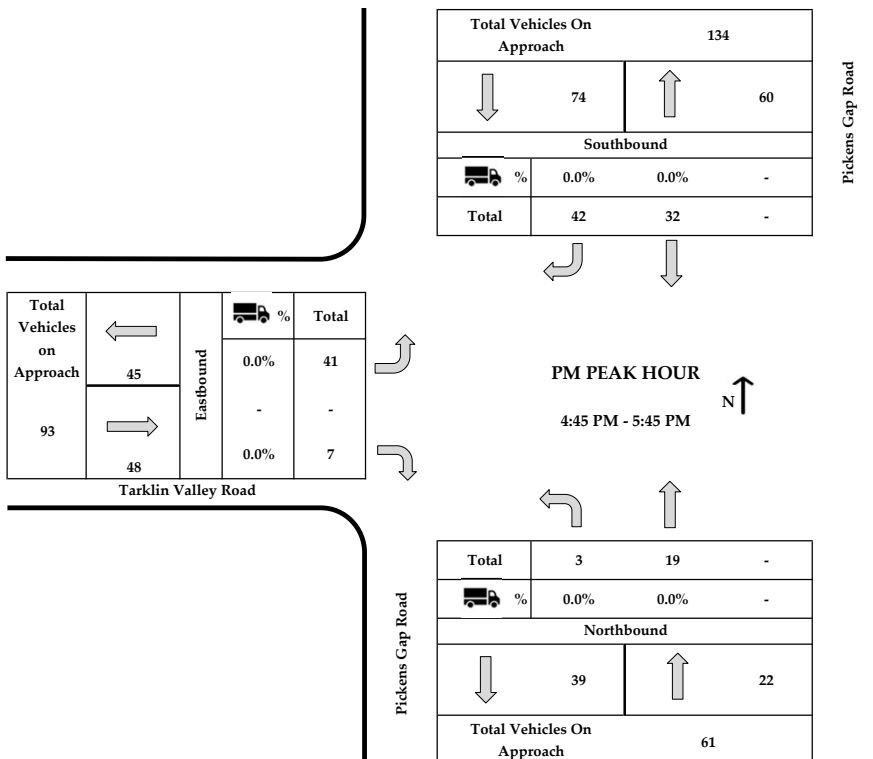 Total Vehicles On
Approach
134
74
60
Southbound
% 0.0% 0.0% -
Total 42 32 -
Pickens Gap Road
Total
Vehicles
on
Approach
93
45
48
Eastbound
% Total
0.0% 41
- -
0.0% 7
Tarklin Valley Road
PM PEAK HOUR
4:45 PM - 5:45 PM
N
Pickens Gap Road
Total 3 19 -
% 0.0% 0.0% -
Northbound
39
22
Total Vehicles On
Approach
61